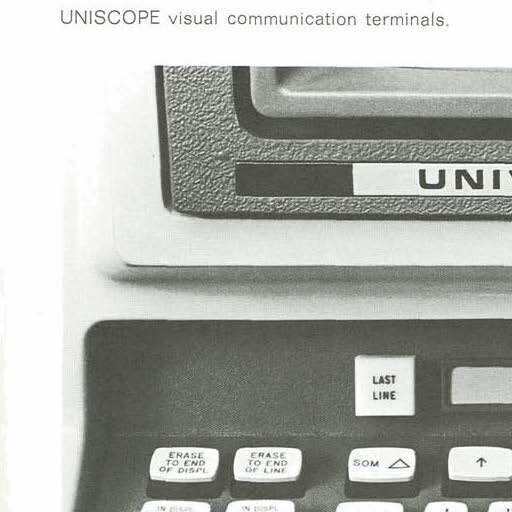 UNISCOPE visual communication terminals.
UNI
LAST
LINE
ERASE
TO END
OF DISPL
ERASE
TO END
OF LINE
SOM △
↑
IN DISPL
IN DISPL